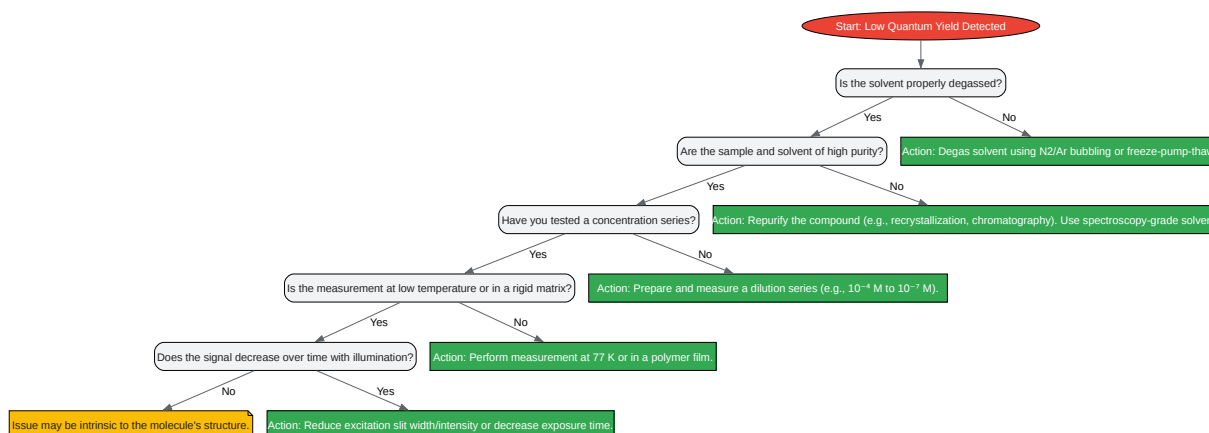 Start: Low Quantum Yield Detected
Is the solvent properly degassed?
Yes
No
Are the sample and solvent of high purity?
Action: Degas solvent using N2/Ar bubbling or
Yes
No
Have you tested a concentration series?
Action: Repurify the compound (e.g., recrystallization, chromatography). Use spectroscopy-grade
Yes
No
Is the measurement at low temperature or in a rigid matrix?
Action: Prepare and measure a dilution series (e.g., 10⁻⁴ M to 10⁻⁷ M).
Yes
No
Does the signal decrease over time with illumination?
Action: Perform measurement at 77 K or in a polymer film.
No
Yes
Issue may be intrinsic to the molecule's structure.
Action: Reduce excitation slit width/intensity or decrease exposure time.